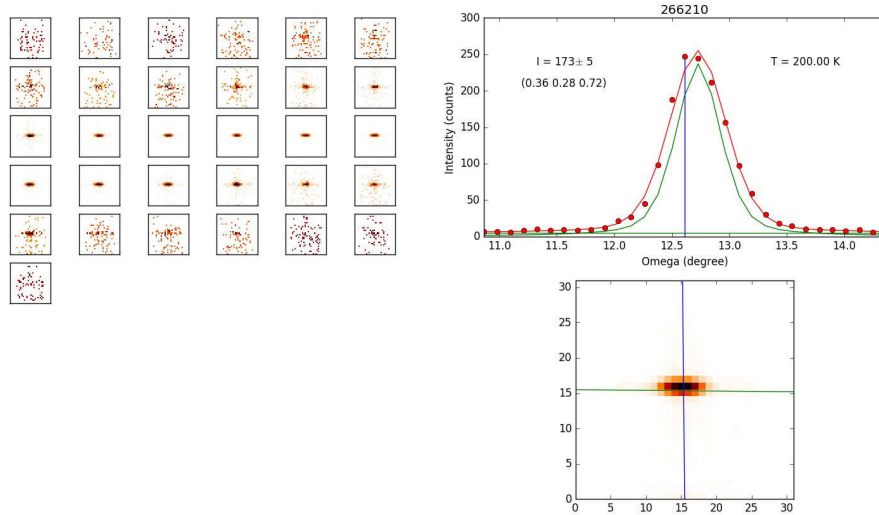 266210
I = 173± 5
T = 200.00 K
(0.36 0.28 0.72)
Intensity (counts)
300
250
200
150
100
50
0
11.0 11.5 12.0 12.5 13.0 13.5 14.0
Omega (degree)
30
25
20
15
10
5
0
0 5 10 15 20 25 30